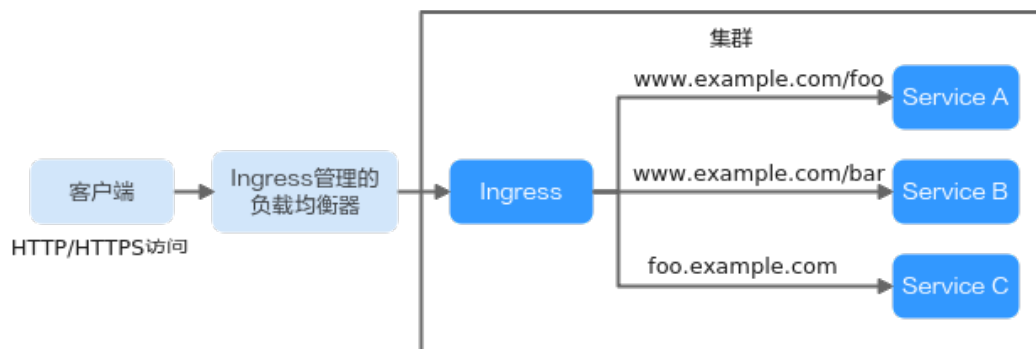 集群
www.example.com/foo
Service A
客户端
Ingress管理的
负载均衡器
Ingress
www.example.com/bar
Service B
HTTP/HTTPS访问
foo.example.com
Service C